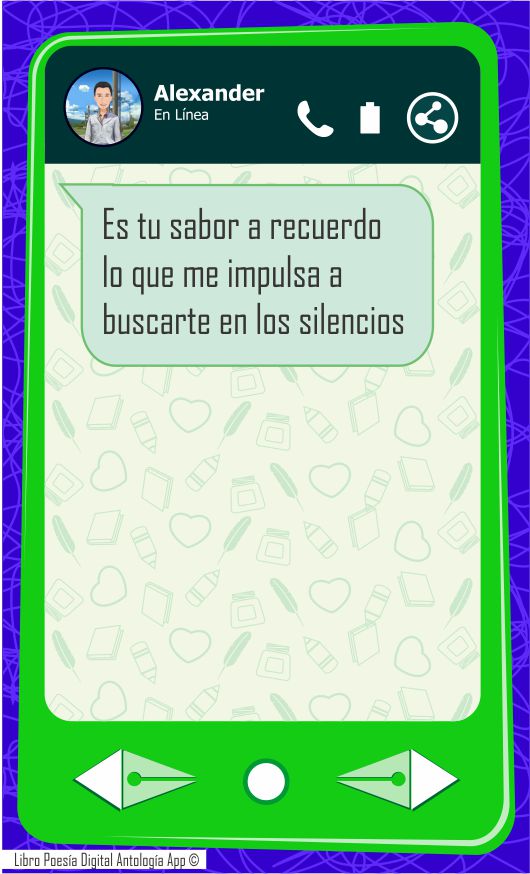 Alexander
En Línea
Es tu sabor a recuerdo
lo que me impulsa a
buscarte en los silencios
Libro Poesía Digital Antología App ©